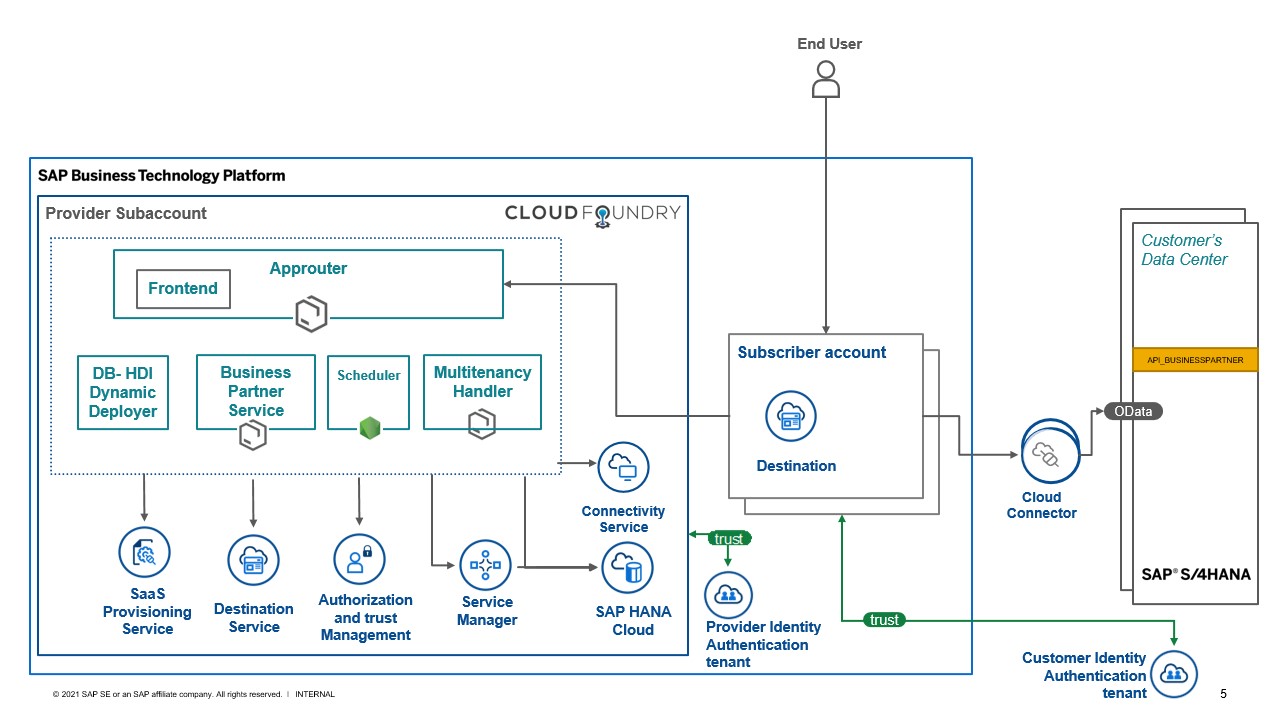 End User
SAP Business Technology Platform
Provider Subaccount
CLOUD FOUNDRY
Approuter
Frontend
DB- HDI
Dynamic
Deployer
Business
Partner
Service
Scheduler
Multitenancy
Handler
Connectivity
Service
SaaS
Provisioning
Service
Destination
Service
Authorization
and trust
Management
Service
Manager
SAP HANA
Cloud
Subscriber account
Destination
trust
Provider Identity
Authentication
tenant
trust
Customer Identity
Authentication
tenant
Cloud
Connector
OData
Customer's
Data Center
API_BUSINESSPARTNER
SAP® S/4HANA
© 2021 SAP SE or an SAP affiliate company. All rights reserved. | INTERNAL
5